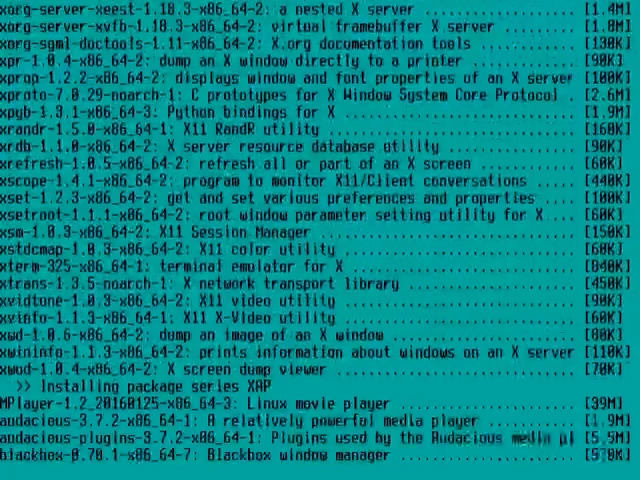 xorg-server-xnest-1.18.3-x86_64-2: a nested X server ..................... [1.4M]
xorg-server-xvfb-1.18.3-x86_64-2: virtual framebuffer X server .......... [1.8M]
xorg-sgml-doctools-1.11-x86_64-2: X.org documentation tools ............. [130K]
xpr-1.0.4-x86_64-2: dump an X window directly to a printer .............. [90K]
xprop-1.2.2-x86_64-2: displays window and font properties of an X server [100K]
xproto-7.0.29-noarch-1: C prototypes for X Window System Core Protocol . [2.6M]
xpyb-1.3.1-x86_64-3: Python bindings for X .............................. [1.9M]
xrandr-1.5.0-x86_64-1: X11 RandR utility ................................ [160K]
xrdb-1.1.0-x86_64-2: X server resource database utility ................. [90K]
xrefresh-1.0.5-x86_64-2: refresh all or part of an X screen ............. [60K]
xscope-1.4.1-x86_64-2: program to monitor X11/Client conversations ..... [440K]
xset-1.2.3-x86_64-2: get and set various preferences and properties .... [100K]
xsetroot-1.1.1-x86_64-2: root window parameter setting utility for X ... [60K]
xsm-1.0.3-x86_64-2: X11 Session Manager ................................. [150K]
xstdcmap-1.0.3-x86_64-2: X11 color utility .............................. [60K]
xterm-325-x86_64-1: terminal emulator for X ............................. [840K]
xtrans-1.3.5-noarch-1: X network transport library ...................... [450K]
xvidtune-1.0.3-x86_64-2: X11 video utility .............................. [90K]
xvinfo-1.1.3-x86_64-1: X11 X-Video utility .............................. [60K]
xwd-1.0.6-x86_64-2: dump an image of an X window ........................ [80K]
xwininfo-1.1.3-x86_64-2: prints information about windows on an X server [110K]
xwud-1.0.4-x86_64-2: X screen dump viewer ............................... [70K]
>> Installing package series XAP
MPlayer-1.2_20160125-x86_64-3: Linux movie player ....................... [39M]
audacious-3.7.2-x86_64-1: A relatively powerful media player ............ [1.9M]
audacious-plugins-3.7.2-x86_64-1: Plugins used by the Audacious media pl [5.5M]
blackbox-0.70.1-x86_64-7: Blackbox window manager ....................... [570K]